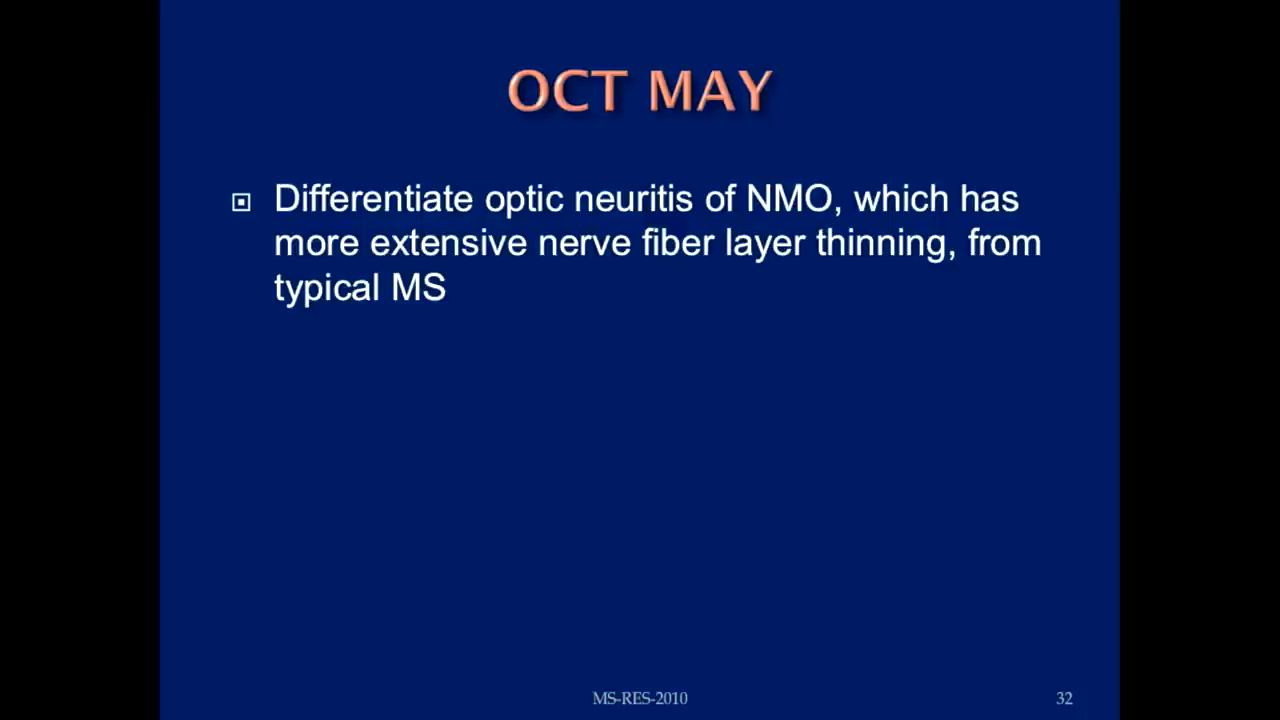 OCT MAY
Differentiate optic neuritis of NMO, which has
more extensive nerve fiber layer thinning, from
typical MS
MS-RES-2010
32